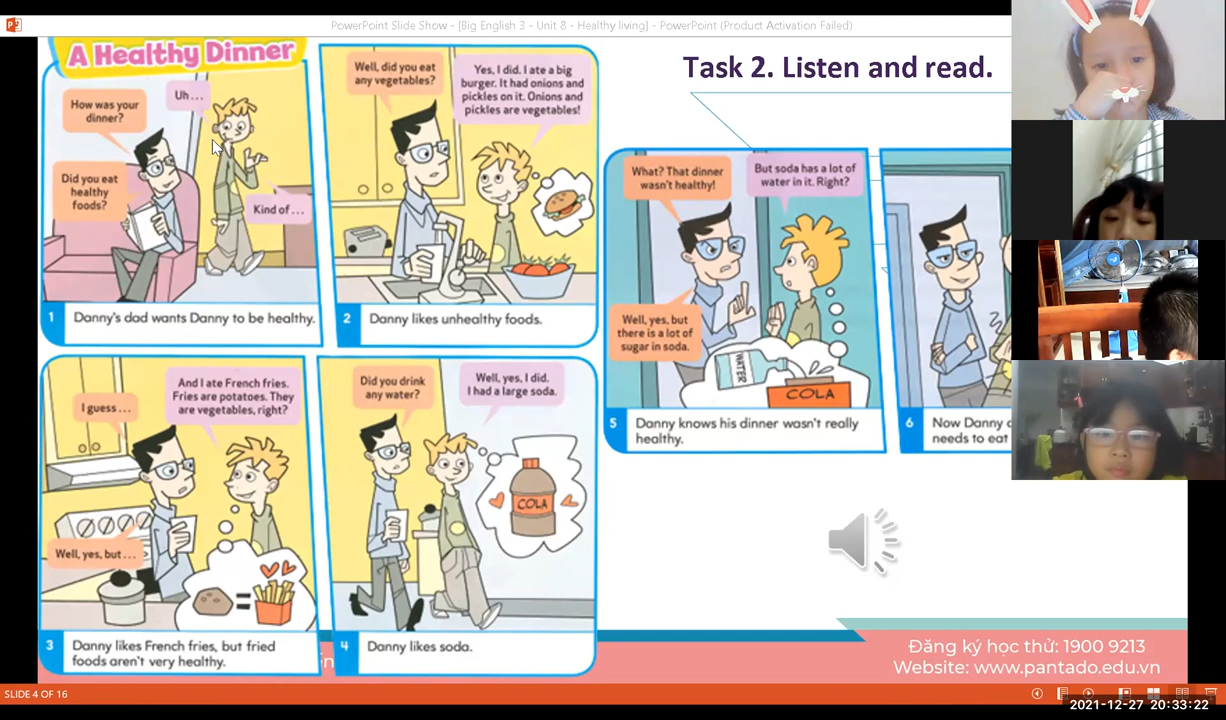 PowerPoint Slide Show - [Big English 3 - Unit 8 - Healthy living] - PowerPoint (Product Activation Failed)
A Healthy Dinner
Task 2. Listen and read.
How was your
dinner?
Uh...
Did you eat
healthy
foods?
Kind of...
1 Danny's dad wants Danny to be healthy.
Well, did you eat
any vegetables?
Yes, I did. I ate a big
burger. It had onions and
pickles on it. Onions and
pickles are vegetables!
2 Danny likes unhealthy foods.
I guess...
And I ate French fries.
Fries are potatoes. They
are vegetables, right?
Well, yes, but...
3 Danny likes French fries, but fried
foods aren't very healthy.
Did you drink
any water?
Well, yes, I did.
I had a large soda.
COLA
4 Danny likes soda.
What? That dinner
wasn't healthy!
But soda has a lot of
water in it. Right?
Well, yes, but
there is a lot of
sugar in soda.
WATER
COLA
5 Danny knows his dinner wasn't really
healthy.
6 Now Danny
needs to eat
Đăng ký học thử: 1900 9213
Website: www.pantado.edu.vn
SLIDE 4 OF 16
2021-12-27 20:33:22